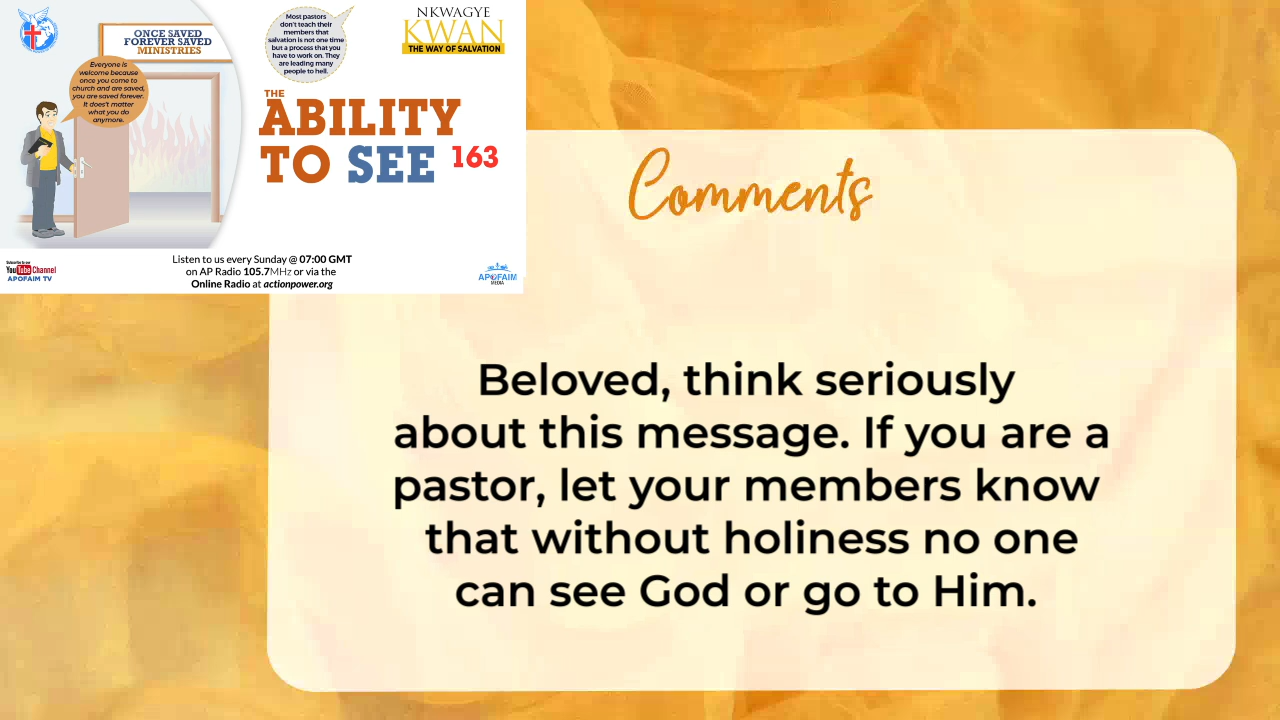 ONCE SAVED
FOREVER SAVED
MINISTRIES
Everyone is
welcome because
once you come to
church and are saved,
you are saved forever.
It does't matter
what you do
anymore.
Most pastors
don't teach their
members that
salvation is not one time
but a process that you
have to work on. They
are leading many
people to hell.
NKWAGYE
KWAN
THE WAY OF SALVATION
THE
ABILITY
TO SEE 163
Subscribe to our
YouTube Channel
APOFAIM TV
Listen to us every Sunday @ 07:00 GMT
on AP Radio 105.7MHz or via the
Online Radio at actionpower.org
APOFAIM
MEDIA
Comments
Beloved, think seriously
about this message. If you are a
pastor, let your members know
that without holiness no one
can see God or go to Him.